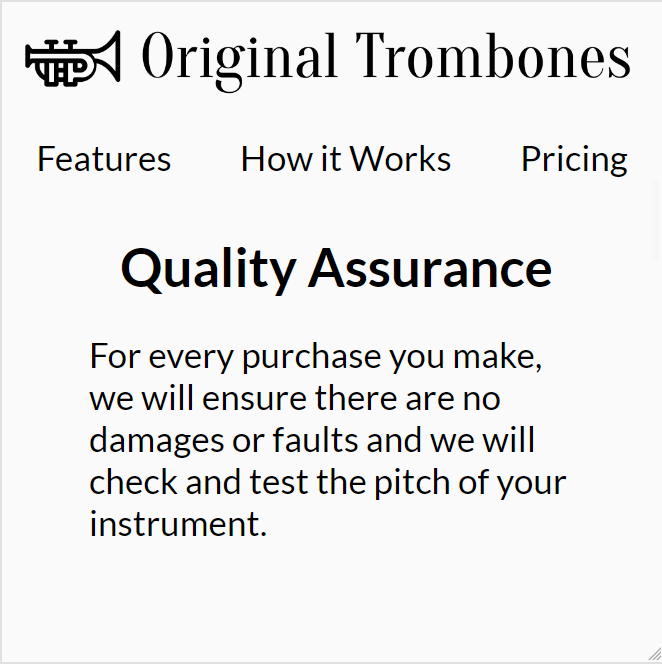 Original Trombones
Features How it Works Pricing
Quality Assurance
For every purchase you make,
we will ensure there are no
damages or faults and we will
check and test the pitch of your
instrument.